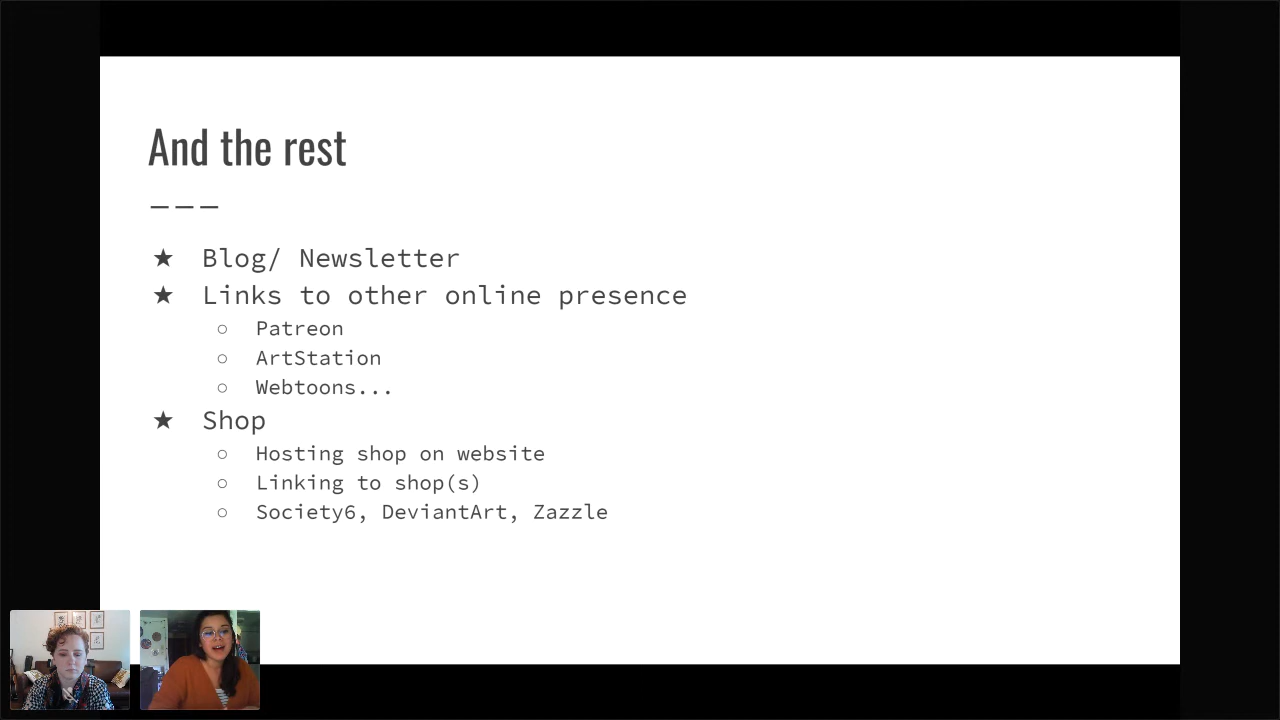 And the rest
★ Blog/ Newsletter
★ Links to other online presence
○ Patreon
○ ArtStation
○ Webtoons...
★ Shop
○ Hosting shop on website
○ Linking to shop(s)
○ Society6, DeviantArt, Zazzle